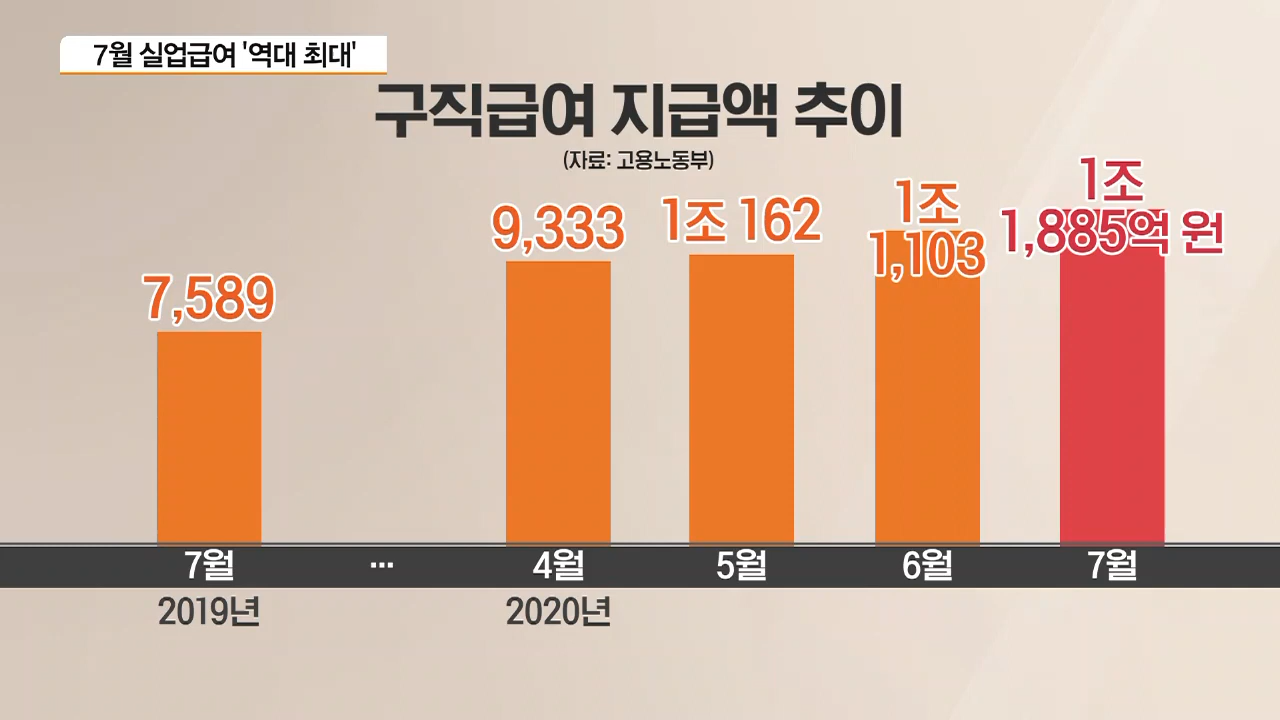 7월 실업급여 '역대 최대'
구직급여 지급액 추이
(자료: 고용노동부)
7,589
9,333
1조 162
1조
1,103
1조
1,885억 원
7월 ... 4월 5월 6월 7월
2019년 2020년